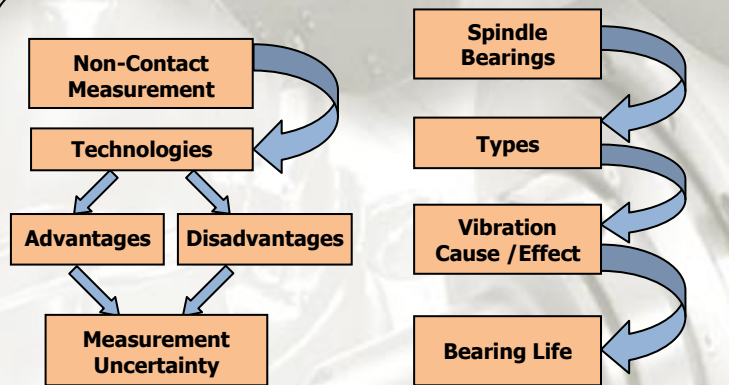 Non-Contact
Measurement
Technologies
Advantages
Disadvantages
Measurement
Uncertainty
Spindle
Bearings
Types
Vibration
Cause /Effect
Bearing Life